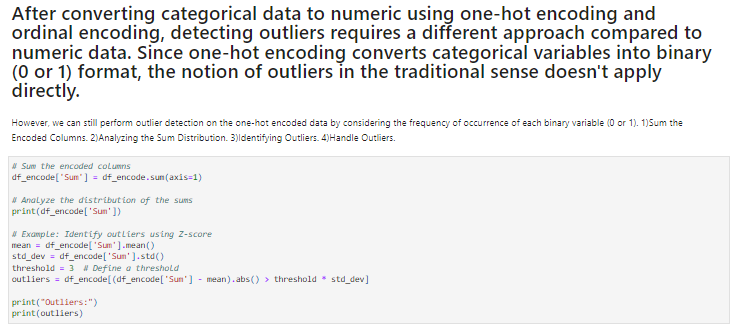 After converting categorical data to numeric using one-hot encoding and
ordinal encoding, detecting outliers requires a different approach compared to
numeric data. Since one-hot encoding converts categorical variables into binary
(0 or 1) format, the notion of outliers in the traditional sense doesn't apply
directly.
However, we can still perform outlier detection on the one-hot encoded data by considering the frequency of occurrence of each binary variable (0 or 1). 1)Sum the
Encoded Columns. 2)Analyzing the Sum Distribution. 3)Identifying Outliers. 4)Handle Outliers.
# Sum the encoded columns
df_encode['Sum'] = df_encode.sum(axis=1)
# Analyze the distribution of the sums
print(df_encode['Sum'])
# Example: Identify outliers using Z-score
mean = df_encode['Sum'].mean()
std_dev = df_encode['Sum'].std()
threshold = 3  # Define a threshold
outliers = df_encode[(df_encode['Sum'] - mean).abs() > threshold * std_dev]
print("Outliers:")
print(outliers)